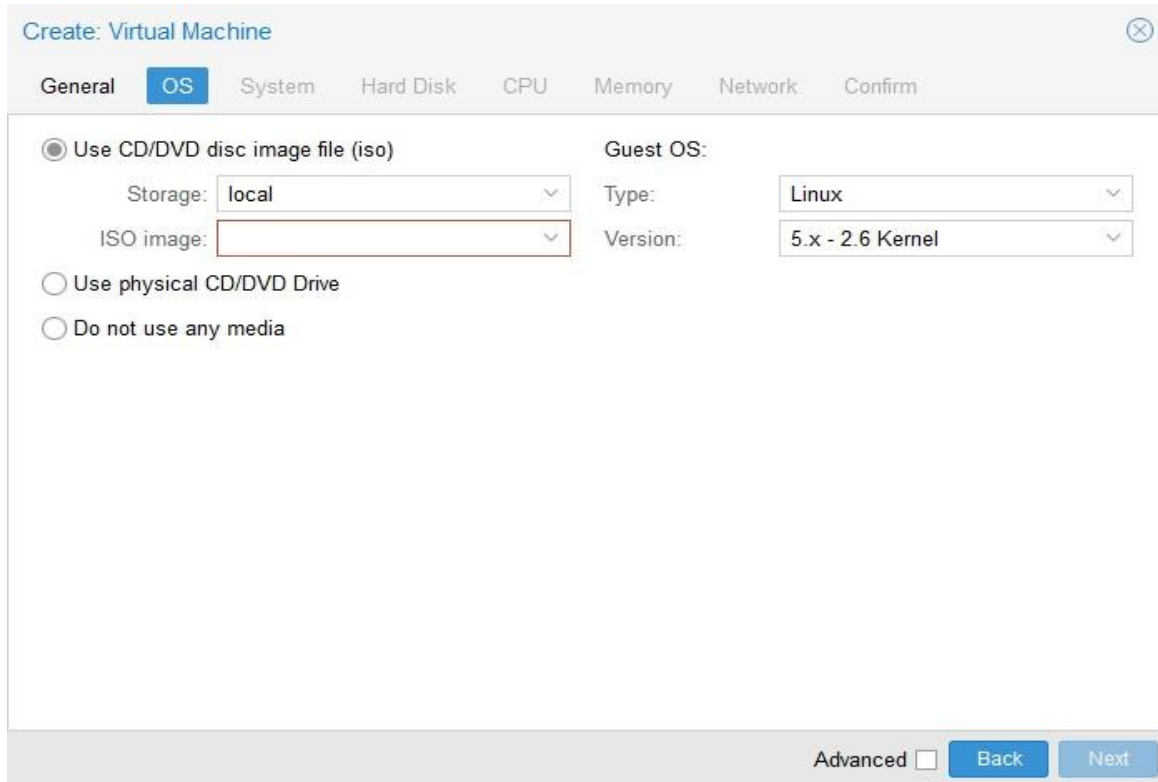 Create: Virtual Machine
General OS System Hard Disk CPU Memory Network Confirm
Use CD/DVD disc image file (iso)
Storage: local
ISO image:
Use physical CD/DVD Drive
Do not use any media
Guest OS:
Type: Linux
Version: 5.x - 2.6 Kernel
Advanced Back Next